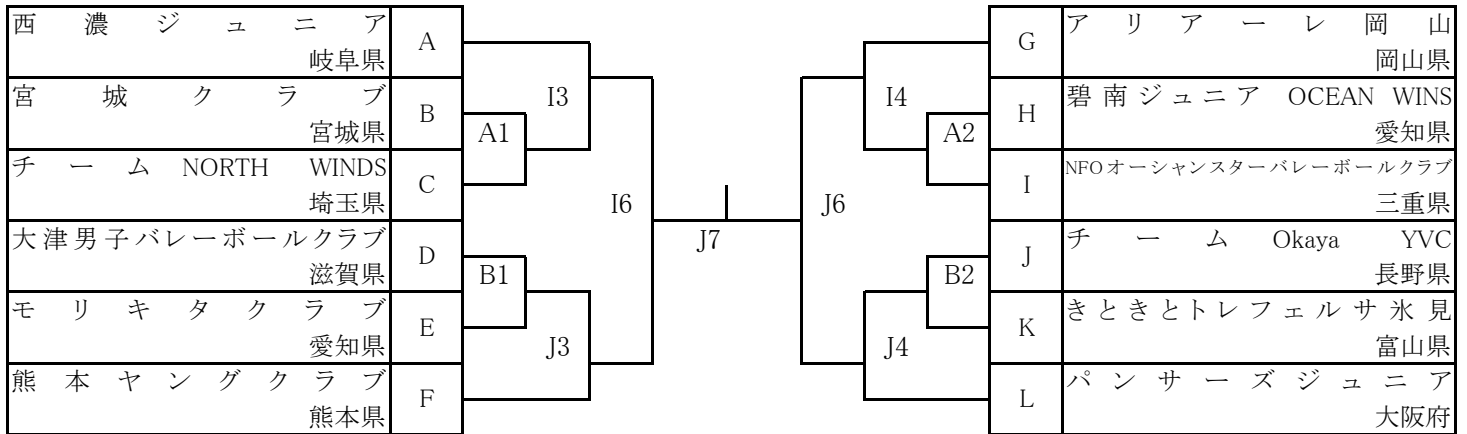 西濃ジュニア
岐阜県
A
宮城クラブ
宮城県
B
チーム NORTH WINDS
埼玉県
C
大津男子バレーボールクラブ
滋賀県
D
モリキタクラブ
愛知県
E
熊本ヤングクラブ
熊本県
F
I3
A1
I6
B1
J3
J7
I4
A2
J6
B2
J4
G
アリアーレ岡山
岡山県
H
碧南ジュニア OCEAN WINS
愛知県
I
NFOオーシャンスターバレーボールクラブ
三重県
J
チーム Okaya YVC
長野県
K
きときとトレフェルサ氷見
富山県
L
パンサーズジュニア
大阪府